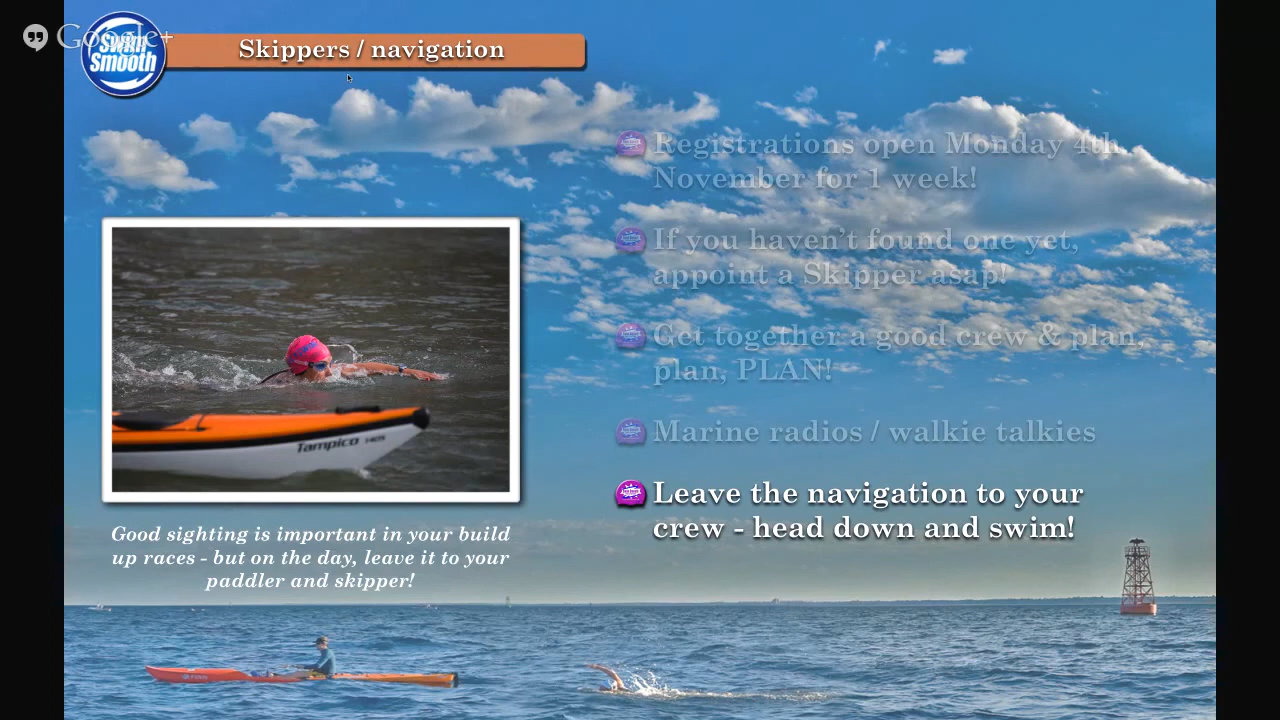 Google+
Swim
Smooth
Skippers / navigation
Registrations open Monday 4th
November for 1 week!
If you haven't found one yet,
appoint a Skipper asap!
Get together a good crew & plan,
plan, PLAN!
Marine radios / walkie talkies
Leave the navigation to your
crew - head down and swim!
Tampico
Good sighting is important in your build
up races - but on the day, leave it to your
paddler and skipper!